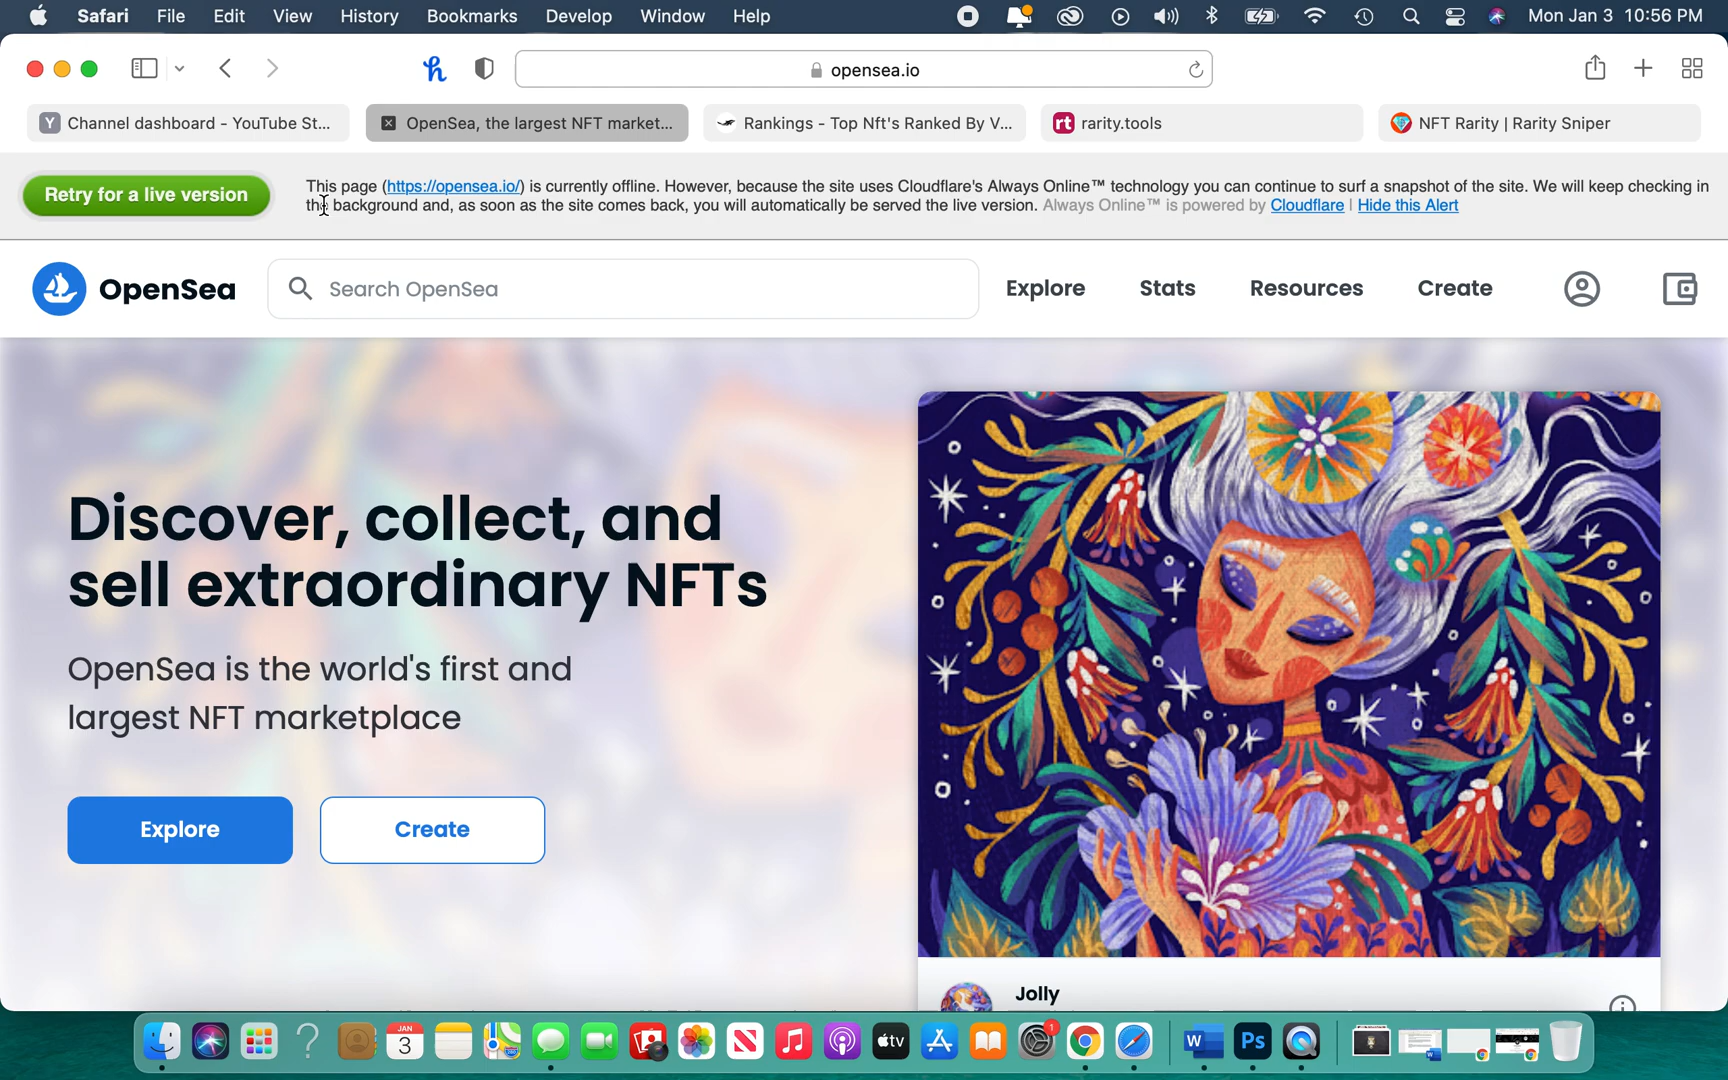 Safari File Edit View History Bookmarks Develop Window Help Mon Jan 3 10:56 PM
opensea.io
Y Channel dashboard - YouTube St... OpenSea, the largest NFT market... Rankings - Top Nft's Ranked By V... rt rarity.tools NFT Rarity | Rarity Sniper
Retry for a live version
This page (https://opensea.io/) is currently offline. However, because the site uses Cloudflare's Always Online™ technology you can continue to surf a snapshot of the site. We will keep checking in
the background and, as soon as the site comes back, you will automatically be served the live version. Always Online™ is powered by Cloudflare | Hide this Alert
OpenSea Search OpenSea Explore Stats Resources Create
Discover, collect, and
sell extraordinary NFTs
OpenSea is the world's first and
largest NFT marketplace
Explore Create
Jolly
JAN
3 tv 1 W Ps